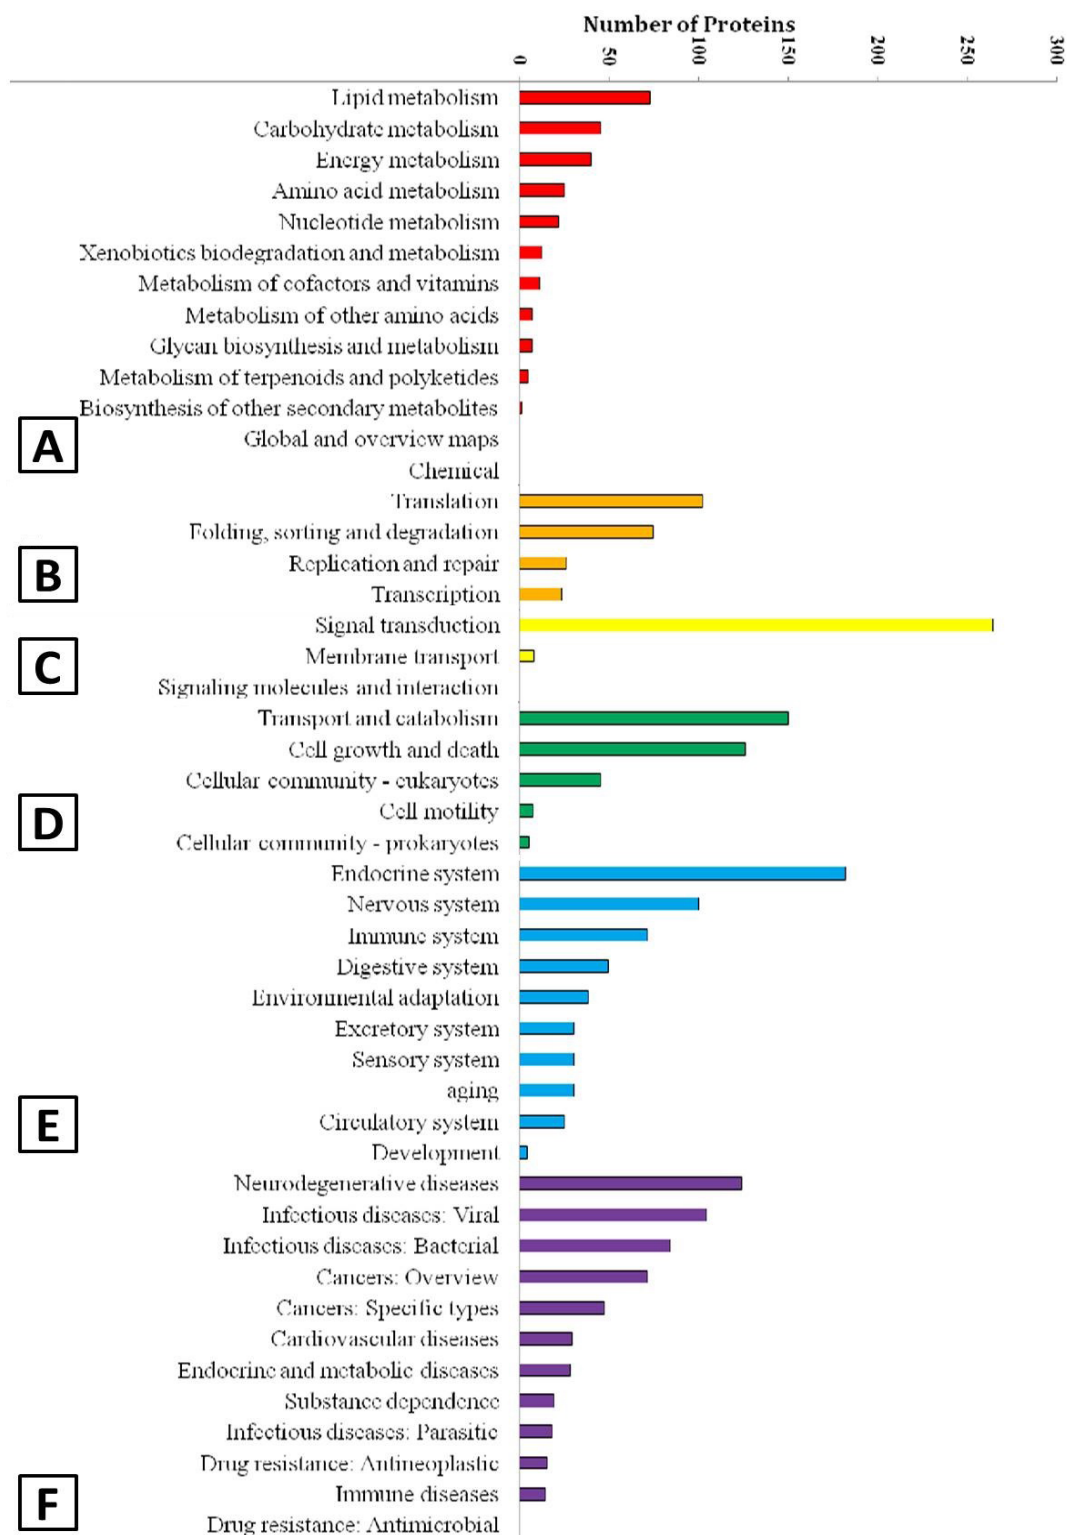 Number of Proteins
0 50 100 150 200 250 300
Lipid metabolism
Carbohydrate metabolism
Energy metabolism
Amino acid metabolism
Nucleotide metabolism
Xenobiotics biodegradation and metabolism
Metabolism of cofactors and vitamins
Metabolism of other amino acids
Glycan biosynthesis and metabolism
Metabolism of terpenoids and polyketides
Biosynthesis of other secondary metabolites
A
Global and overview maps
Chemical
Translation
Folding, sorting and degradation
B
Replication and repair
Transcription
Signal transduction
C
Membrane transport
Signaling molecules and interaction
Transport and catabolism
Cell growth and death
Cellular community - eukaryotes
D
Cell motility
Cellular community - prokaryotes
Endocrine system
Nervous system
Immune system
Digestive system
Environmental adaptation
Excretory system
Sensory system
aging
E
Circulatory system
Development
Neurodegenerative diseases
Infectious diseases: Viral
Infectious diseases: Bacterial
Cancers: Overview
Cancers: Specific types
Cardiovascular diseases
Endocrine and metabolic diseases
Substance dependence
Infectious diseases: Parasitic
Drug resistance: Antineoplastic
Immune diseases
F
Drug resistance: Antimicrobial